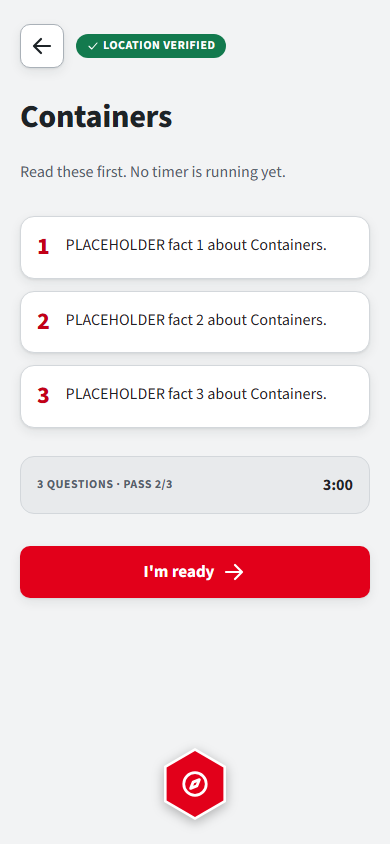 LOCATION VERIFIED
Containers
Read these first. No timer is running yet.
1 PLACEHOLDER fact 1 about Containers.
2 PLACEHOLDER fact 2 about Containers.
3 PLACEHOLDER fact 3 about Containers.
3 QUESTIONS · PASS 2/3 3:00
I'm ready